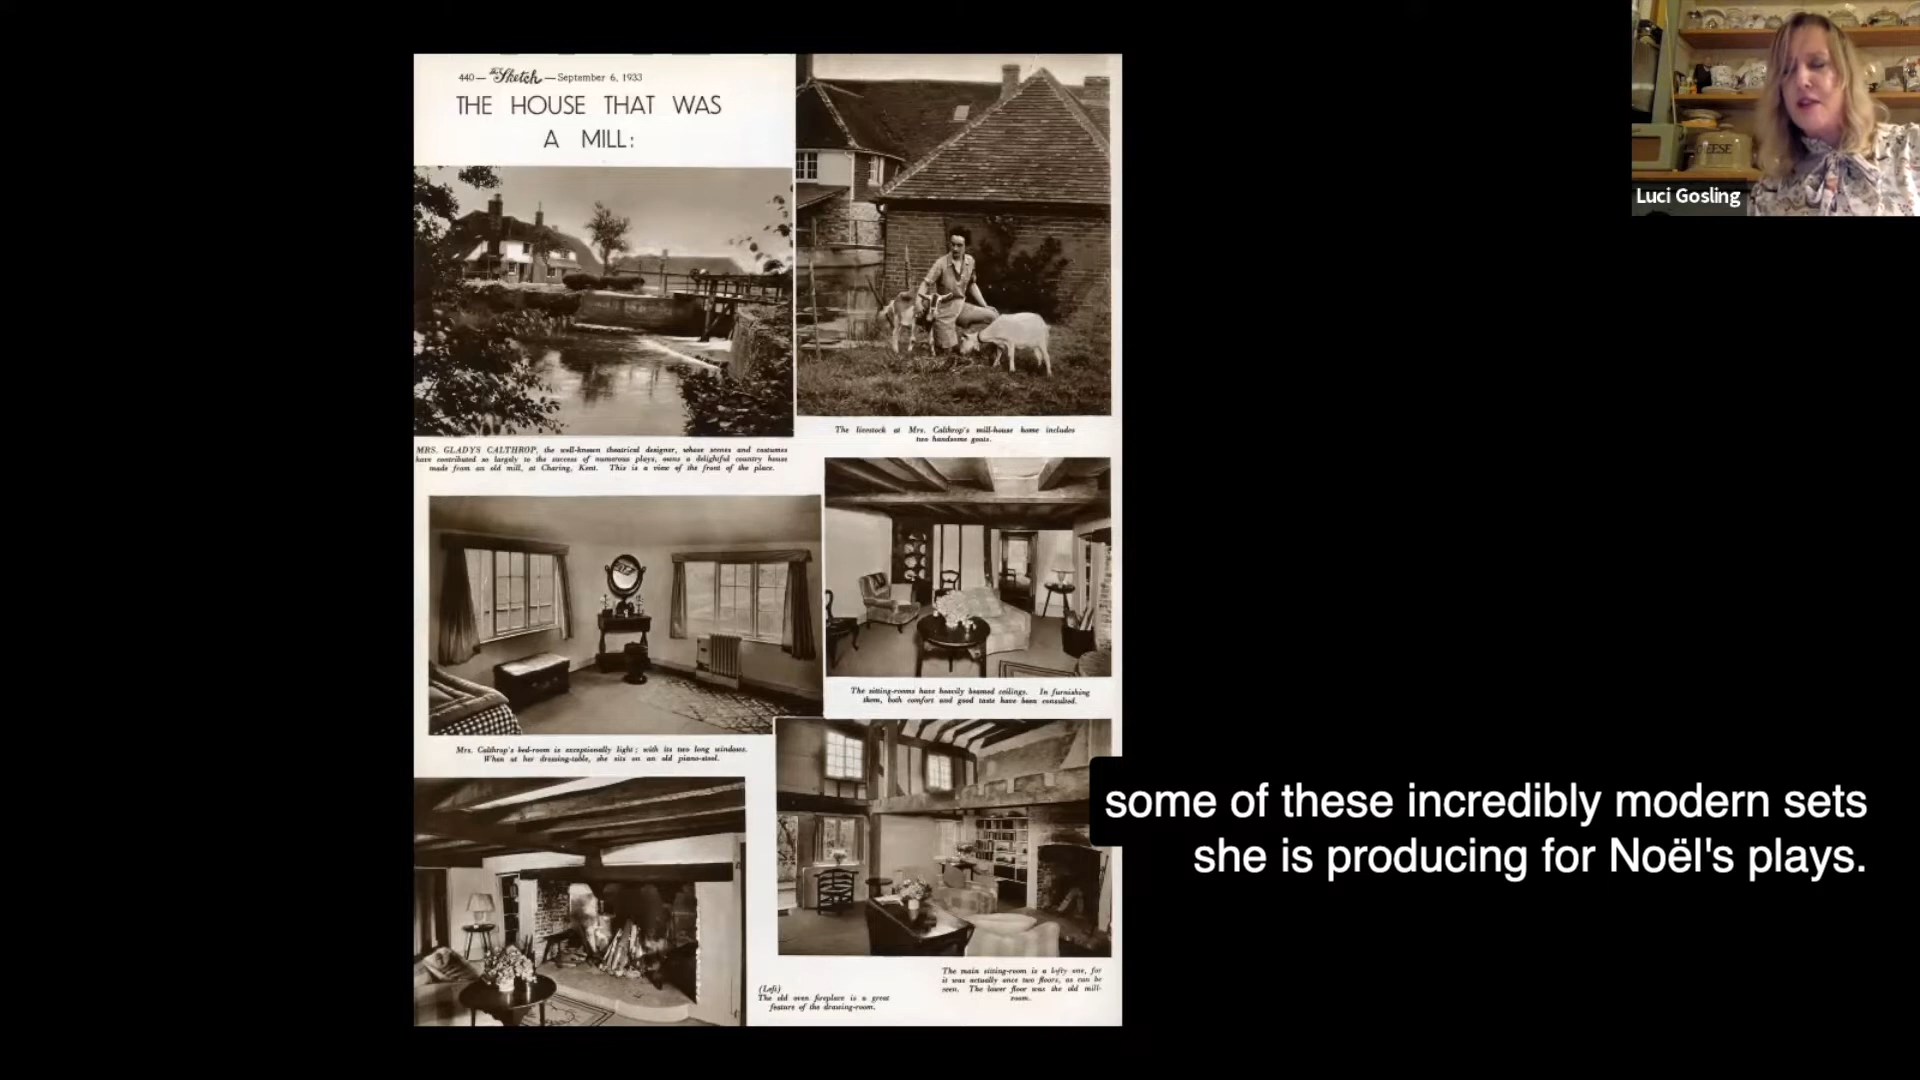 440— The Sketch — September 6, 1933
THE HOUSE THAT WAS
A MILL:
MRS. GLADYS CALTHROP, the well-known theatrical designer, whose scenes and costumes
have contributed so largely to the success of numerous plays, owns a delightful country house
made from an old mill, at Charing, Kent. This is a view of the front of the place.
The livestock at Mrs. Calthrop's mill-house home includes
two handsome goats.
The sitting-rooms have heavily beamed ceilings. In furnishing
them, both comfort and good taste have been consulted.
Mrs. Calthrop's bed-room is exceptionally light; with its two long windows.
When at her dressing-table, she sits on an old piano-stool.
(Left)
The old oven fireplace is a great
feature of the drawing-room.
The main sitting-room is a lofty one, for
it was actually once two floors, as can be
seen. The lower floor was the old mill-
room.
CHEESE
Luci Gosling
some of these incredibly modern sets
she is producing for Noël's plays.